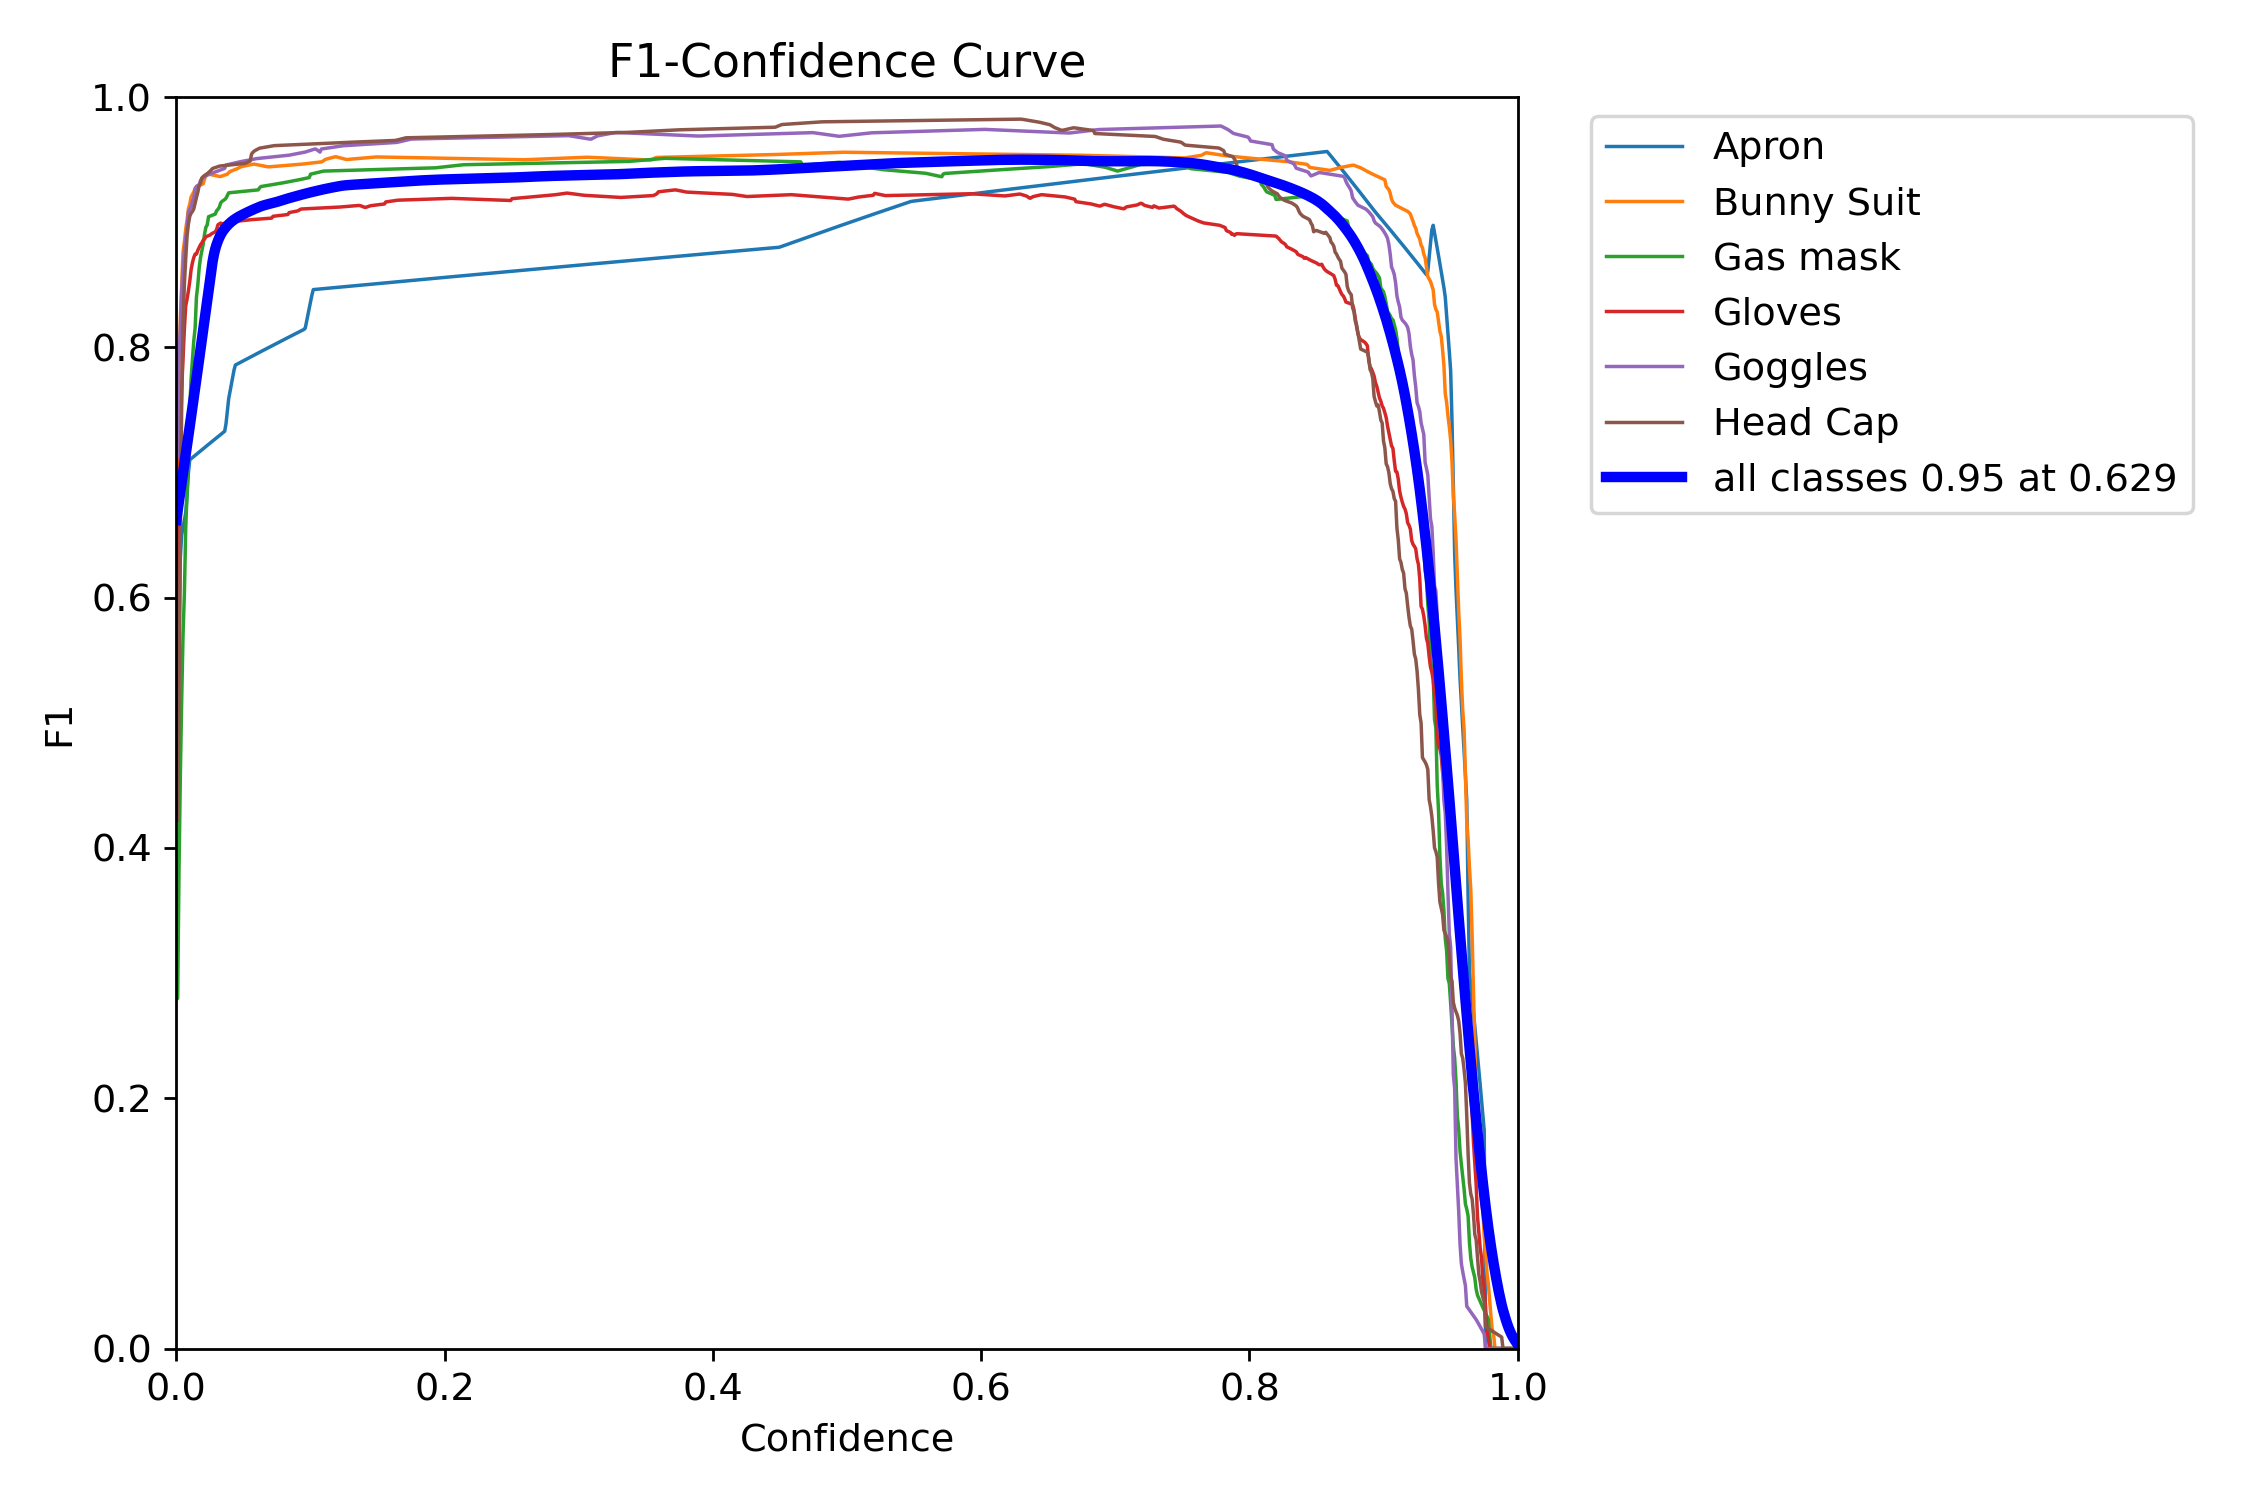 F1-Confidence Curve
1.0
0.8
0.6
0.4
0.2
0.0
F1
0.0 0.2 0.4 0.6 0.8 1.0
Confidence
Apron
Bunny Suit
Gas mask
Gloves
Goggles
Head Cap
all classes 0.95 at 0.629